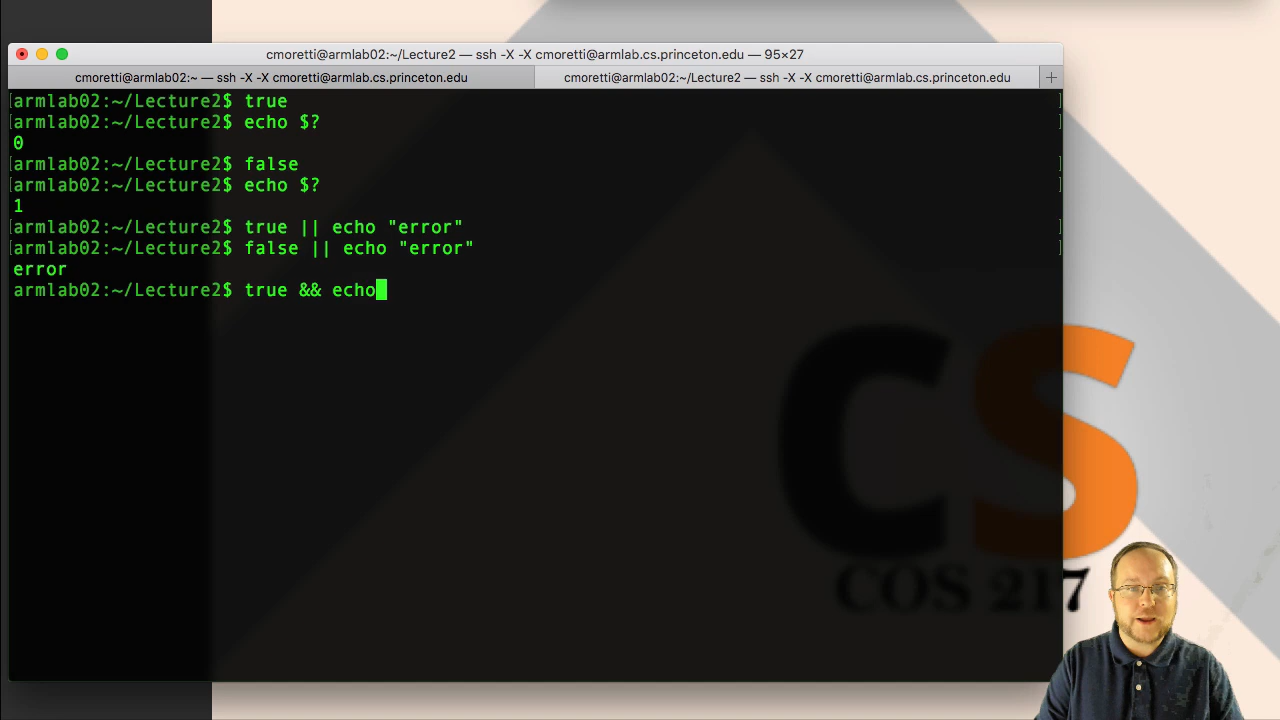 cmoretti@armlab02:~/Lecture2 — ssh -X -X cmoretti@armlab.cs.princeton.edu — 95×27
cmoretti@armlab02:~ — ssh -X -X cmoretti@armlab.cs.princeton.edu
cmoretti@armlab02:~/Lecture2 — ssh -X -X cmoretti@armlab.cs.princeton.edu
[armlab02:~/Lecture2$ true ]
[armlab02:~/Lecture2$ echo $? ]
0
[armlab02:~/Lecture2$ false ]
[armlab02:~/Lecture2$ echo $? ]
1
[armlab02:~/Lecture2$ true || echo "error" ]
[armlab02:~/Lecture2$ false || echo "error" ]
error
armlab02:~/Lecture2$ true && echo
CS
COS 217